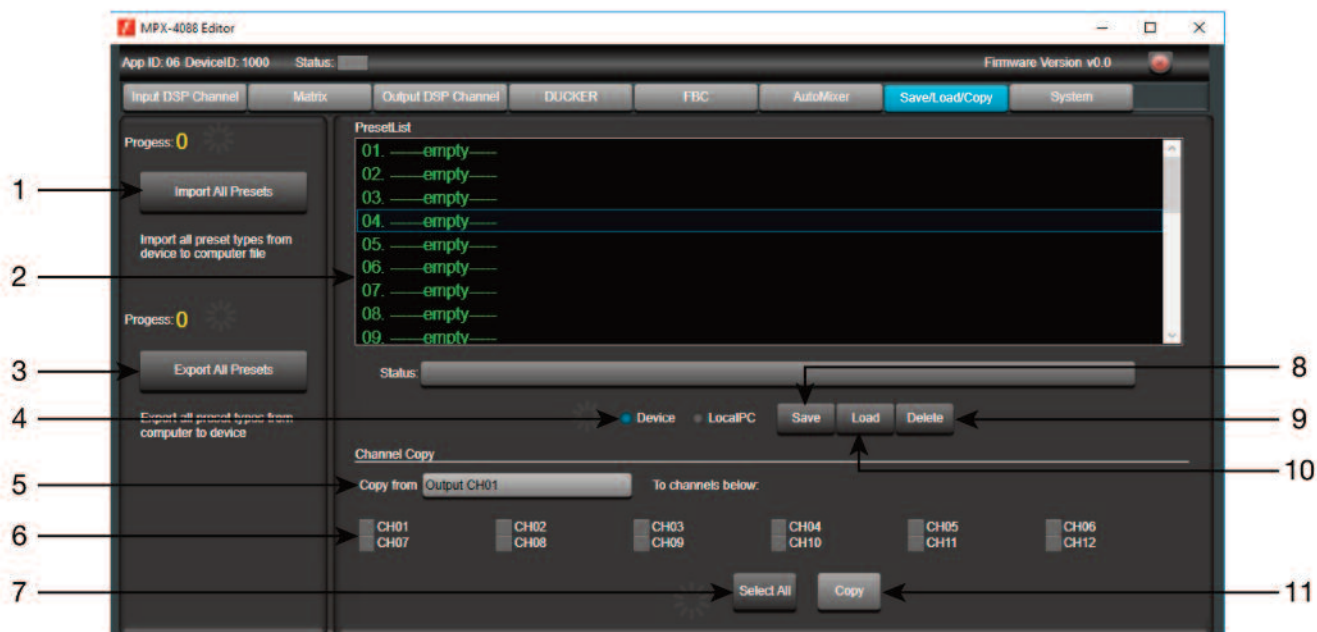 MPX-4088 Editor
App ID: 06 DeviceID: 1000 Status: Firmware Version v0.0
Input DSP Channel Matrix Output DSP Channel DUCKER FBC AutoMixer Save/Load/Copy System
Progess: 0
1
Import All Presets
Import all preset types from
device to computer file
2
Progess: 0
3
Export All Presets
Export all preset types from
computer to device
PresetList
01. ------empty-----
02. ------empty-----
03. ------empty-----
04. ------empty-----
05. ------empty-----
06. ------empty-----
07. ------empty-----
08. ------empty-----
09. ------empty-----
Status:
8
4
Device LocalPC Save Load Delete
9
10
Channel Copy
5
Copy from Output CH01 To channels below:
6
CH01 CH02 CH03 CH04 CH05 CH06
CH07 CH08 CH09 CH10 CH11 CH12
7
Select All Copy
11